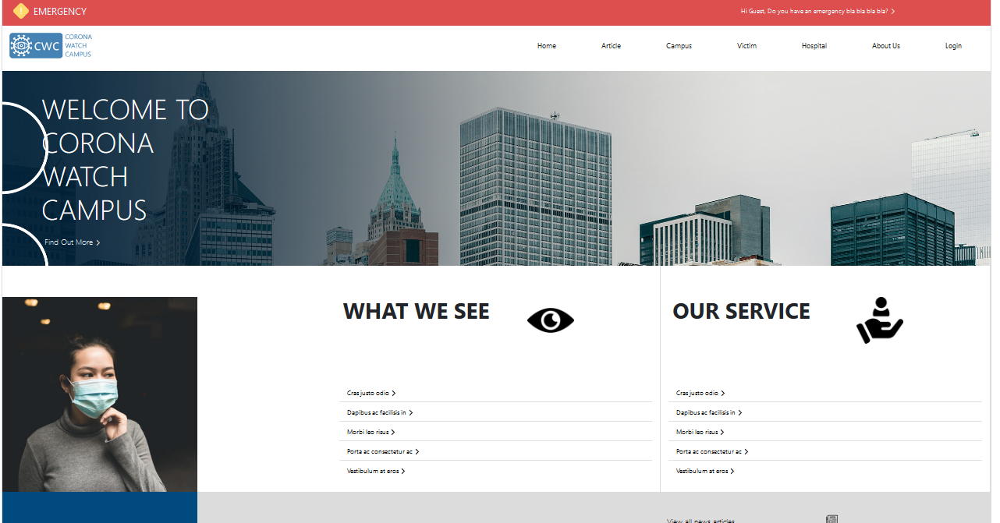 EMERGENCY
Hi Guest, Do you have an emergency bla bla bla bla?
CWC
CORONA
WATCH
CAMPUS
Home
Article
Campus
Victim
Hospital
About Us
Login
WELCOME TO
CORONA
WATCH
CAMPUS
Find Out More
WHAT WE SEE
Cras justo odio
Dapibus ac facilisis in
Morbi leo risus
Porta ac consectetur ac
Vestibulum at eros
OUR SERVICE
Cras justo odio
Dapibus ac facilisis in
Morbi leo risus
Porta ac consectetur ac
Vestibulum at eros
View all news articles